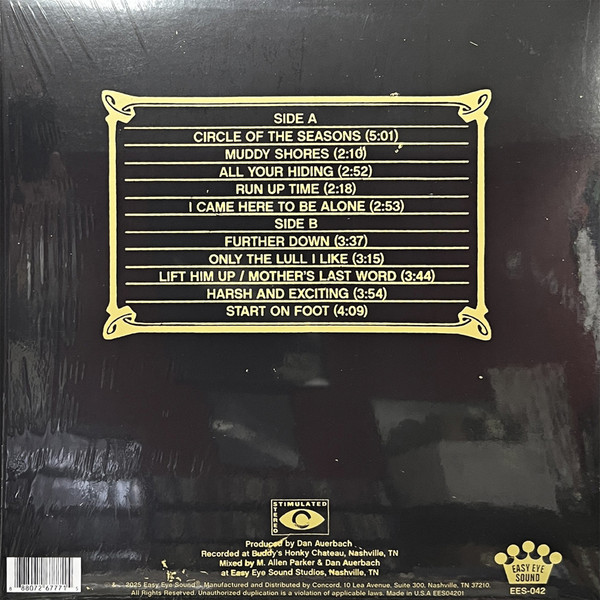 SIDE A
CIRCLE OF THE SEASONS (5:01)
MUDDY SHORES (2:10)
ALL YOUR HIDING (2:52)
RUN UP TIME (2:18)
I CAME HERE TO BE ALONE (2:53)
SIDE B
FURTHER DOWN (3:37)
ONLY THE LULL I LIKE (3:15)
LIFT HIM UP / MOTHER'S LAST WORD (3:44)
HARSH AND EXCITING (3:54)
START ON FOOT (4:09)
STIMULATED
STEREO
Produced by Dan Auerbach
Recorded at Buddy's Honky Chateau, Nashville, TN
Mixed by M. Allen Parker & Dan Auerbach
at Easy Eye Sound Studios, Nashville, TN
2025 Easy Eye Sound. Manufactured and Distributed by Concord, 10 Lea Avenue, Suite 300, Nashville, TN 37210.
All Rights Reserved. Unauthorized duplication is a violation of applicable laws. Made in U.S.A EES04201
EASY EYE
SOUND
EES-042
8 88072 67771 5